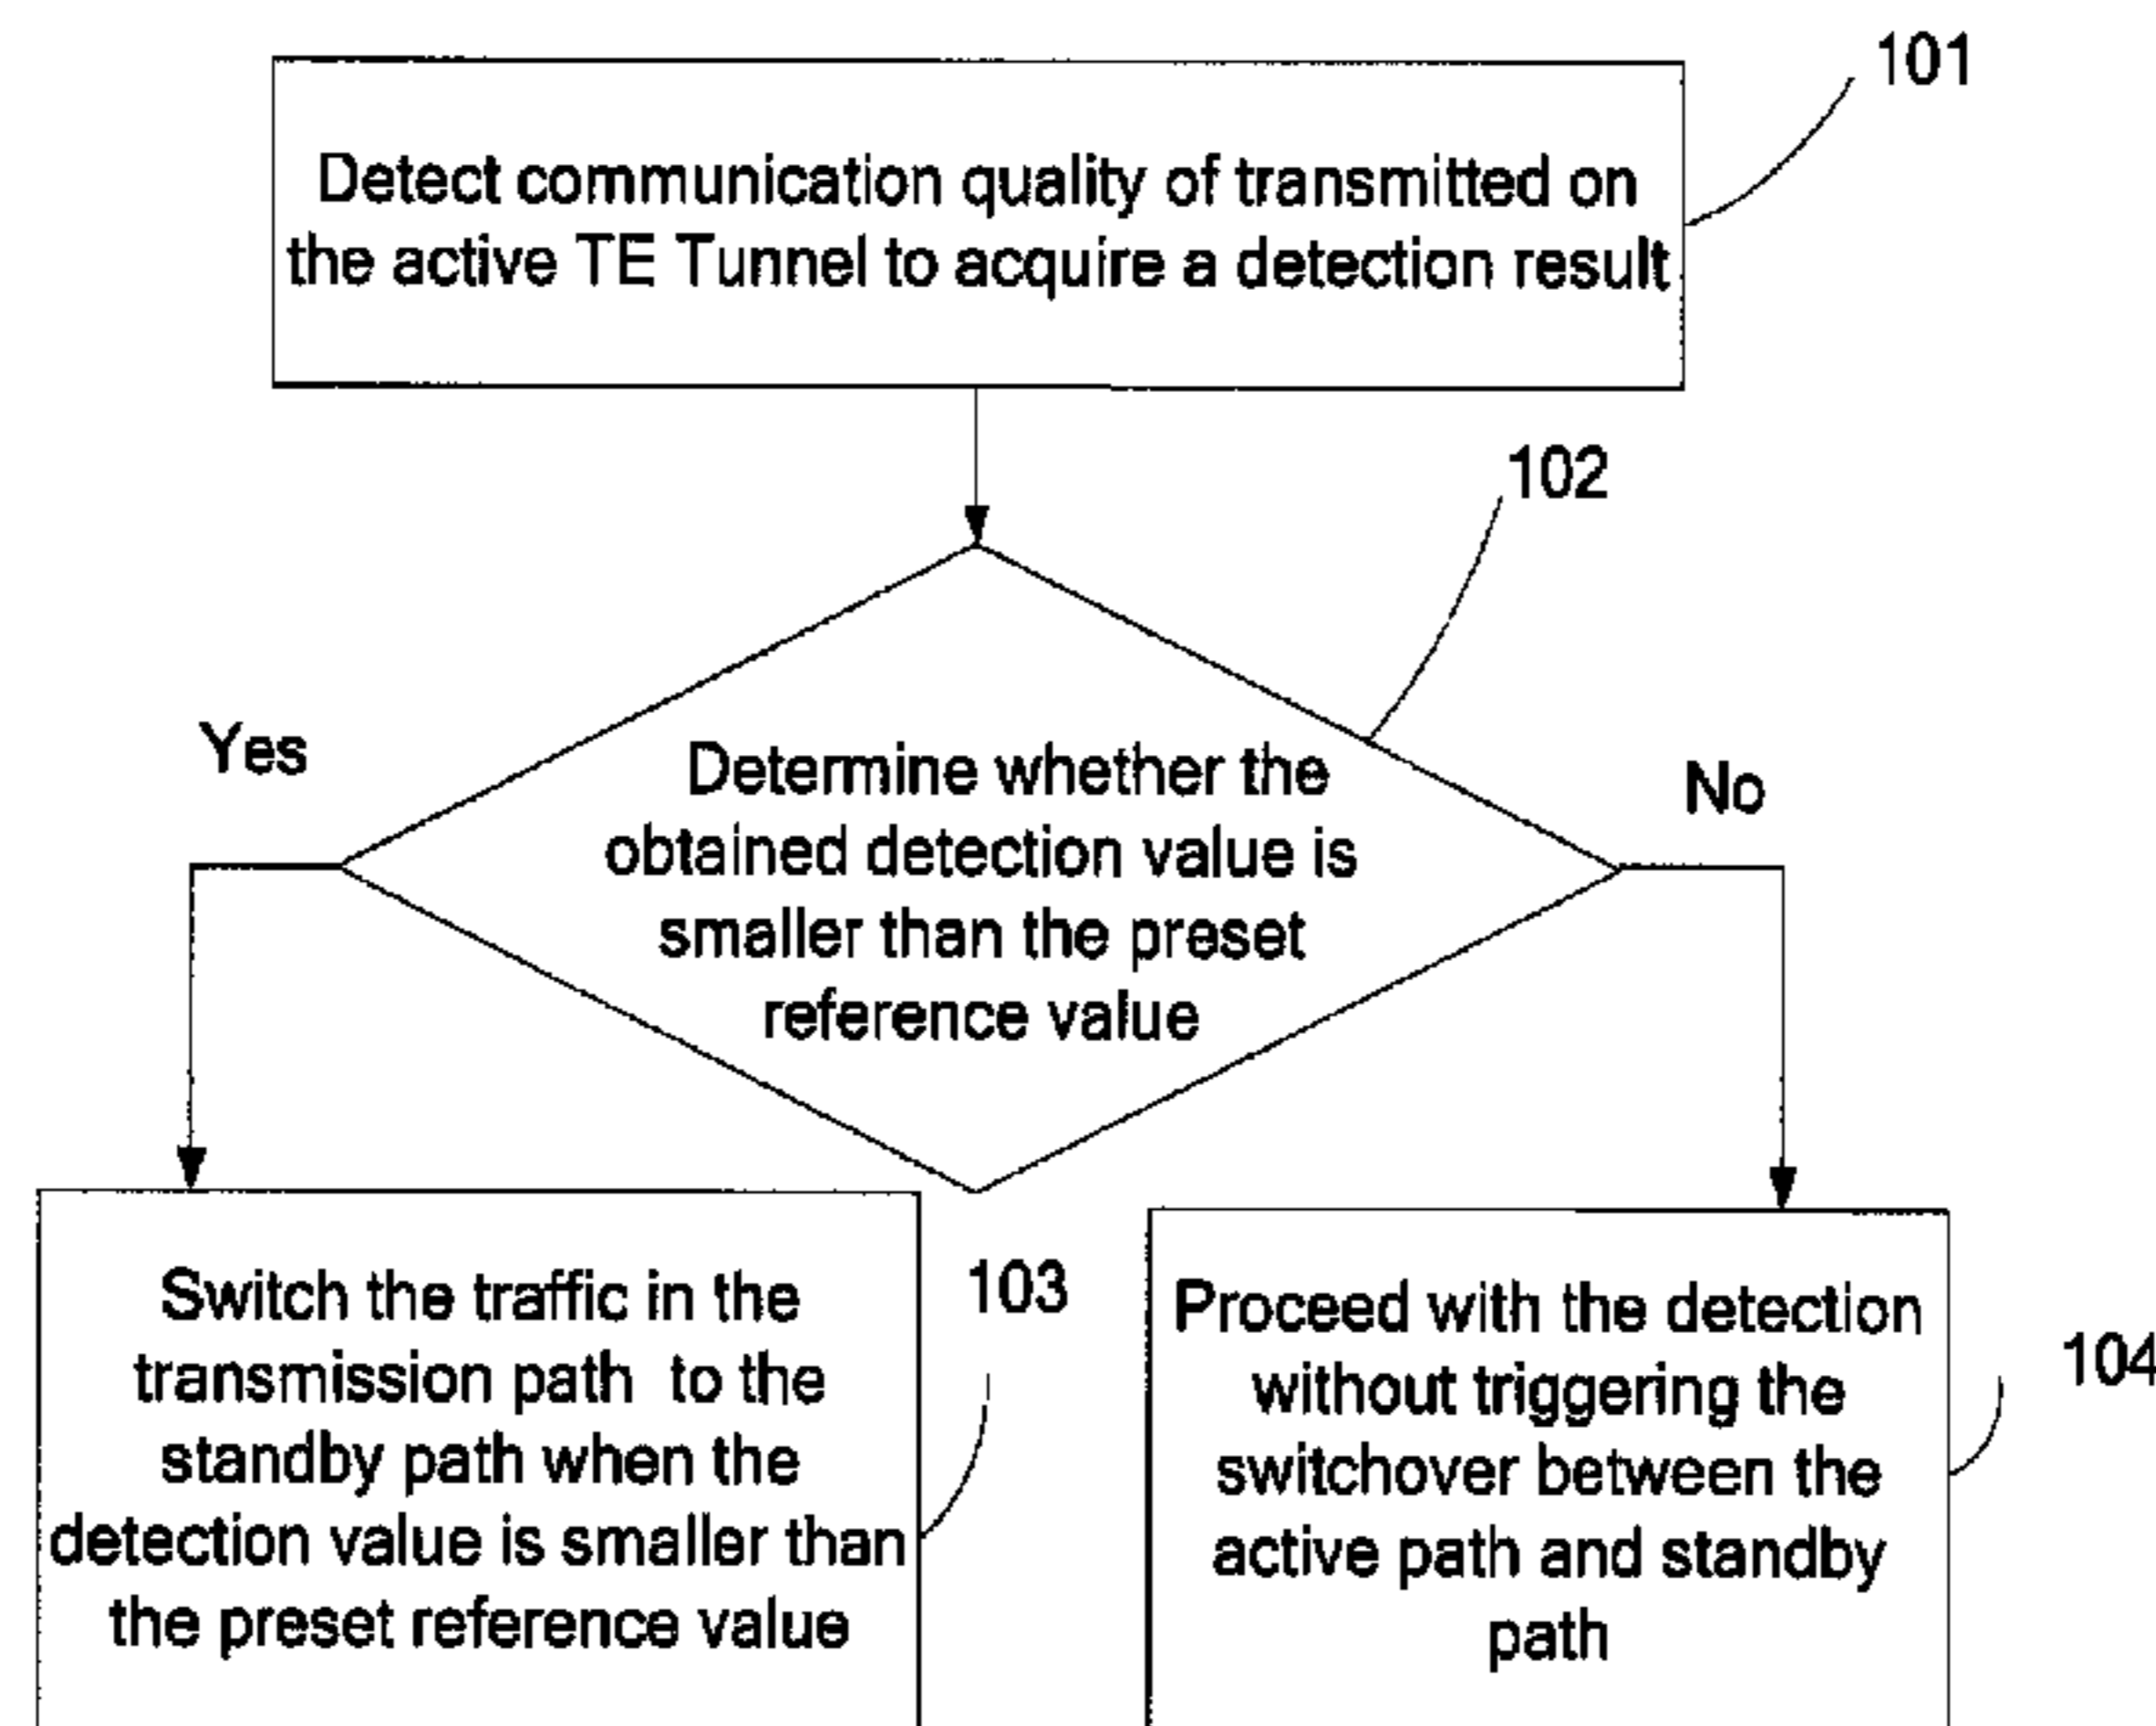 101
Detect communication quality of transmitted on
the active TE Tunnel to acquire a detection result
102
Yes
No
Determine whether the
obtained detection value is
smaller than the preset
reference value
103
Switch the traffic in the
transmission path to the
standby path when the
detection value is smaller than
the preset reference value
104
Proceed with the detection
without triggering the
switchover between the
active path and standby
path